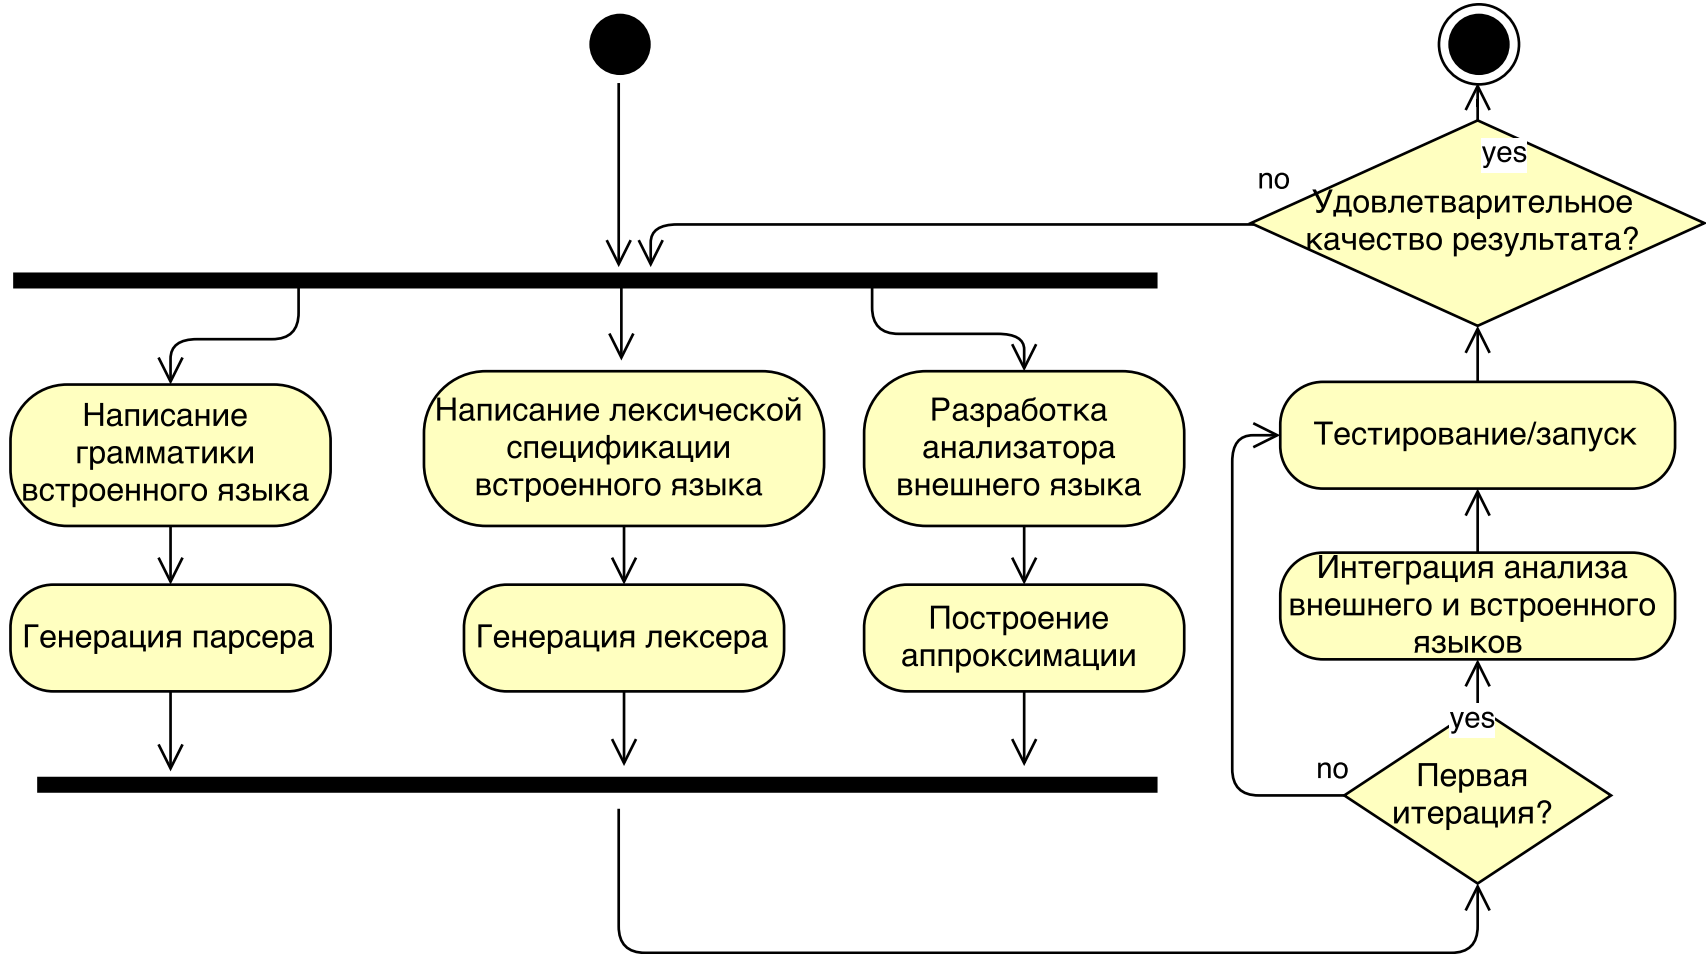 yes
no
Удовлетварительное
качество результата?
Написание
грамматики
встроенного языка
Написание лексической
спецификации
встроенного языка
Разработка
анализатора
внешнего языка
Тестирование/запуск
Генерация парсера
Генерация лексера
Построение
аппроксимации
Интеграция анализа
внешнего и встроенного
языков
yes
no
Первая
итерация?